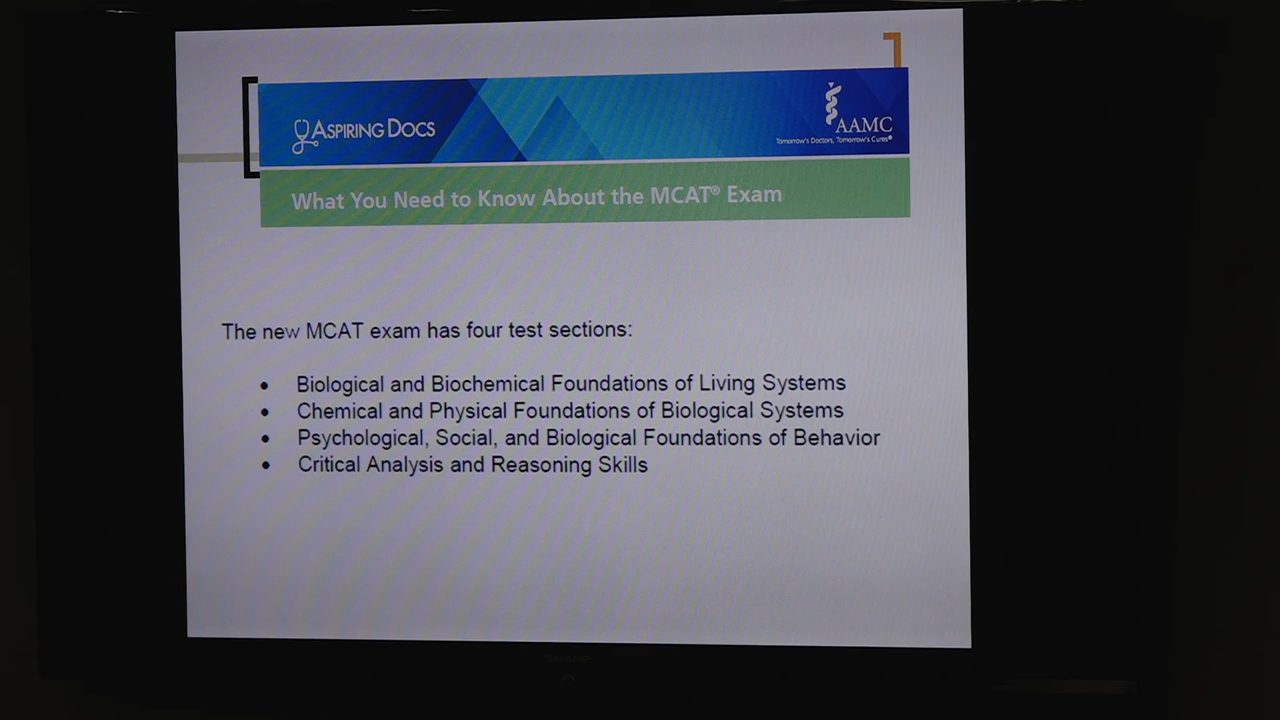 ASPIRING DOCS
AAMC
Tomorrow's Doctors, Tomorrow's Cures®
What You Need to Know About the MCAT® Exam
The new MCAT exam has four test sections:
• Biological and Biochemical Foundations of Living Systems
• Chemical and Physical Foundations of Biological Systems
• Psychological, Social, and Biological Foundations of Behavior
• Critical Analysis and Reasoning Skills